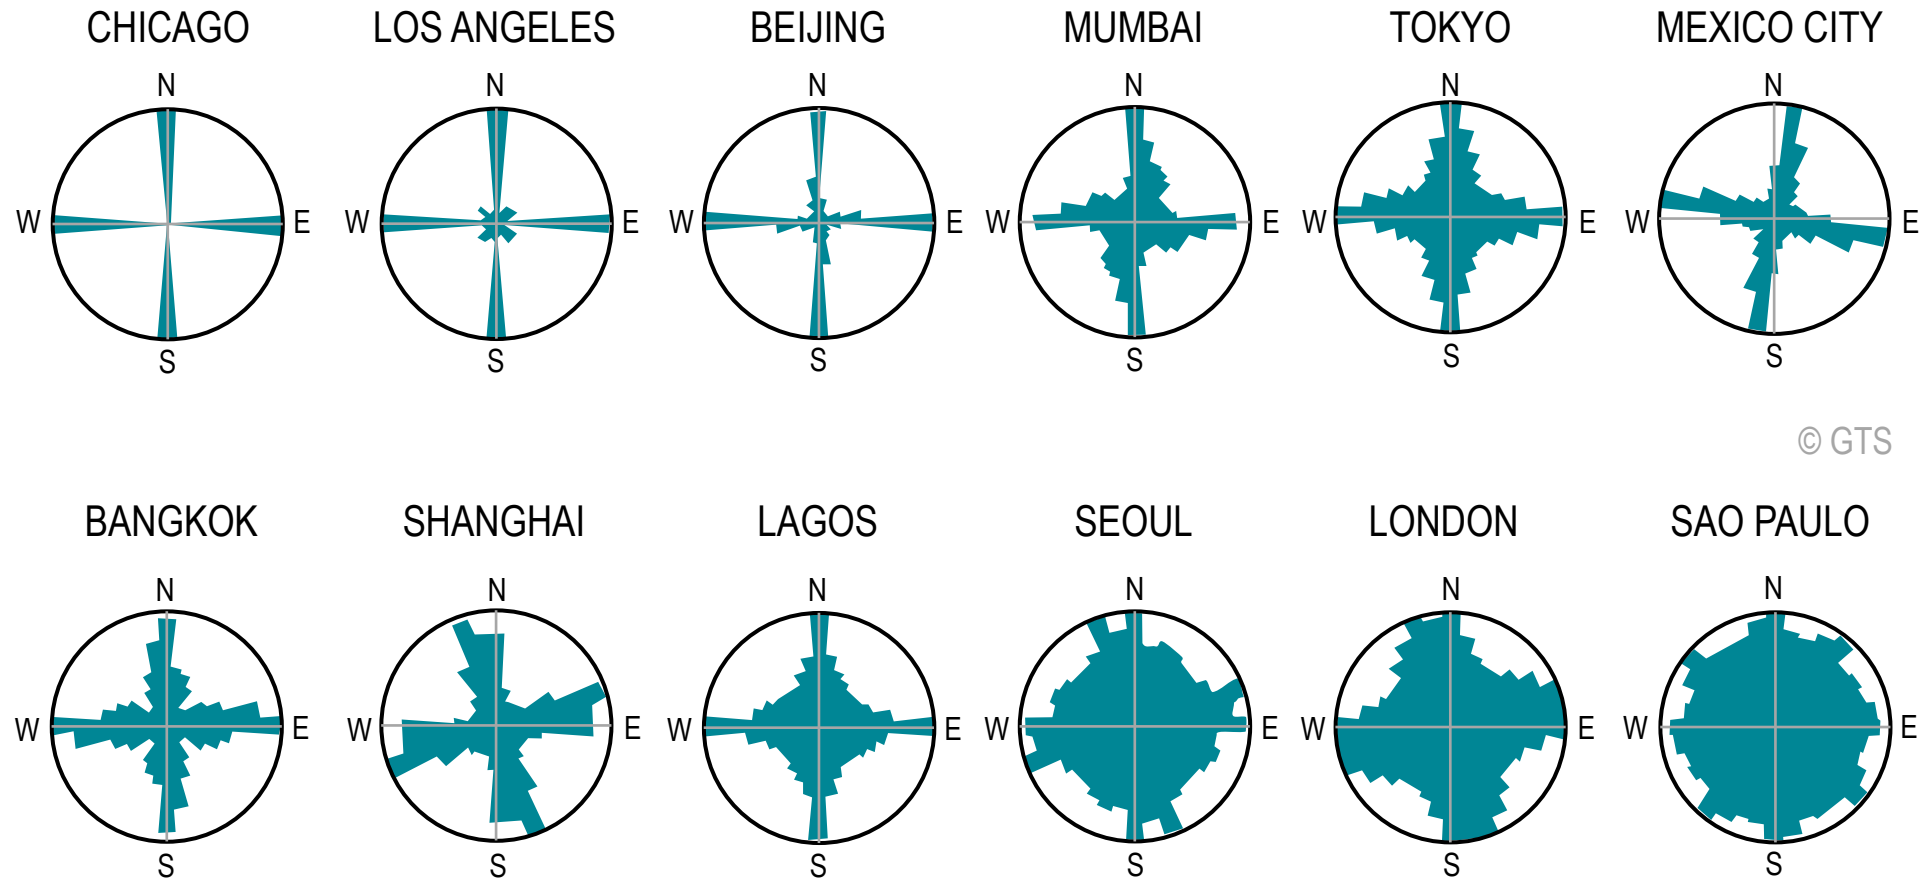 CHICAGO LOS ANGELES BEIJING MUMBAI TOKYO MEXICO CITY
N N N N N N
W E W E W E W E W E W E
S S S S S S
© GTS
BANGKOK SHANGHAI LAGOS SEOUL LONDON SAO PAULO
N N N N N N
W E W E W E W E W E W E
S S S S S S